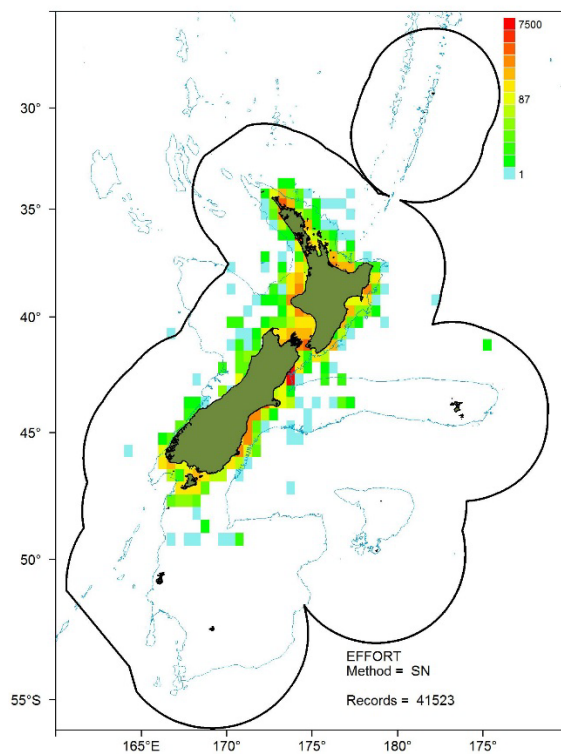 7500
87
1
30°
35°
40°
45°
50°
55°S
EFFORT
Method = SN
Records = 41523
165°E 170° 175° 180° 175°